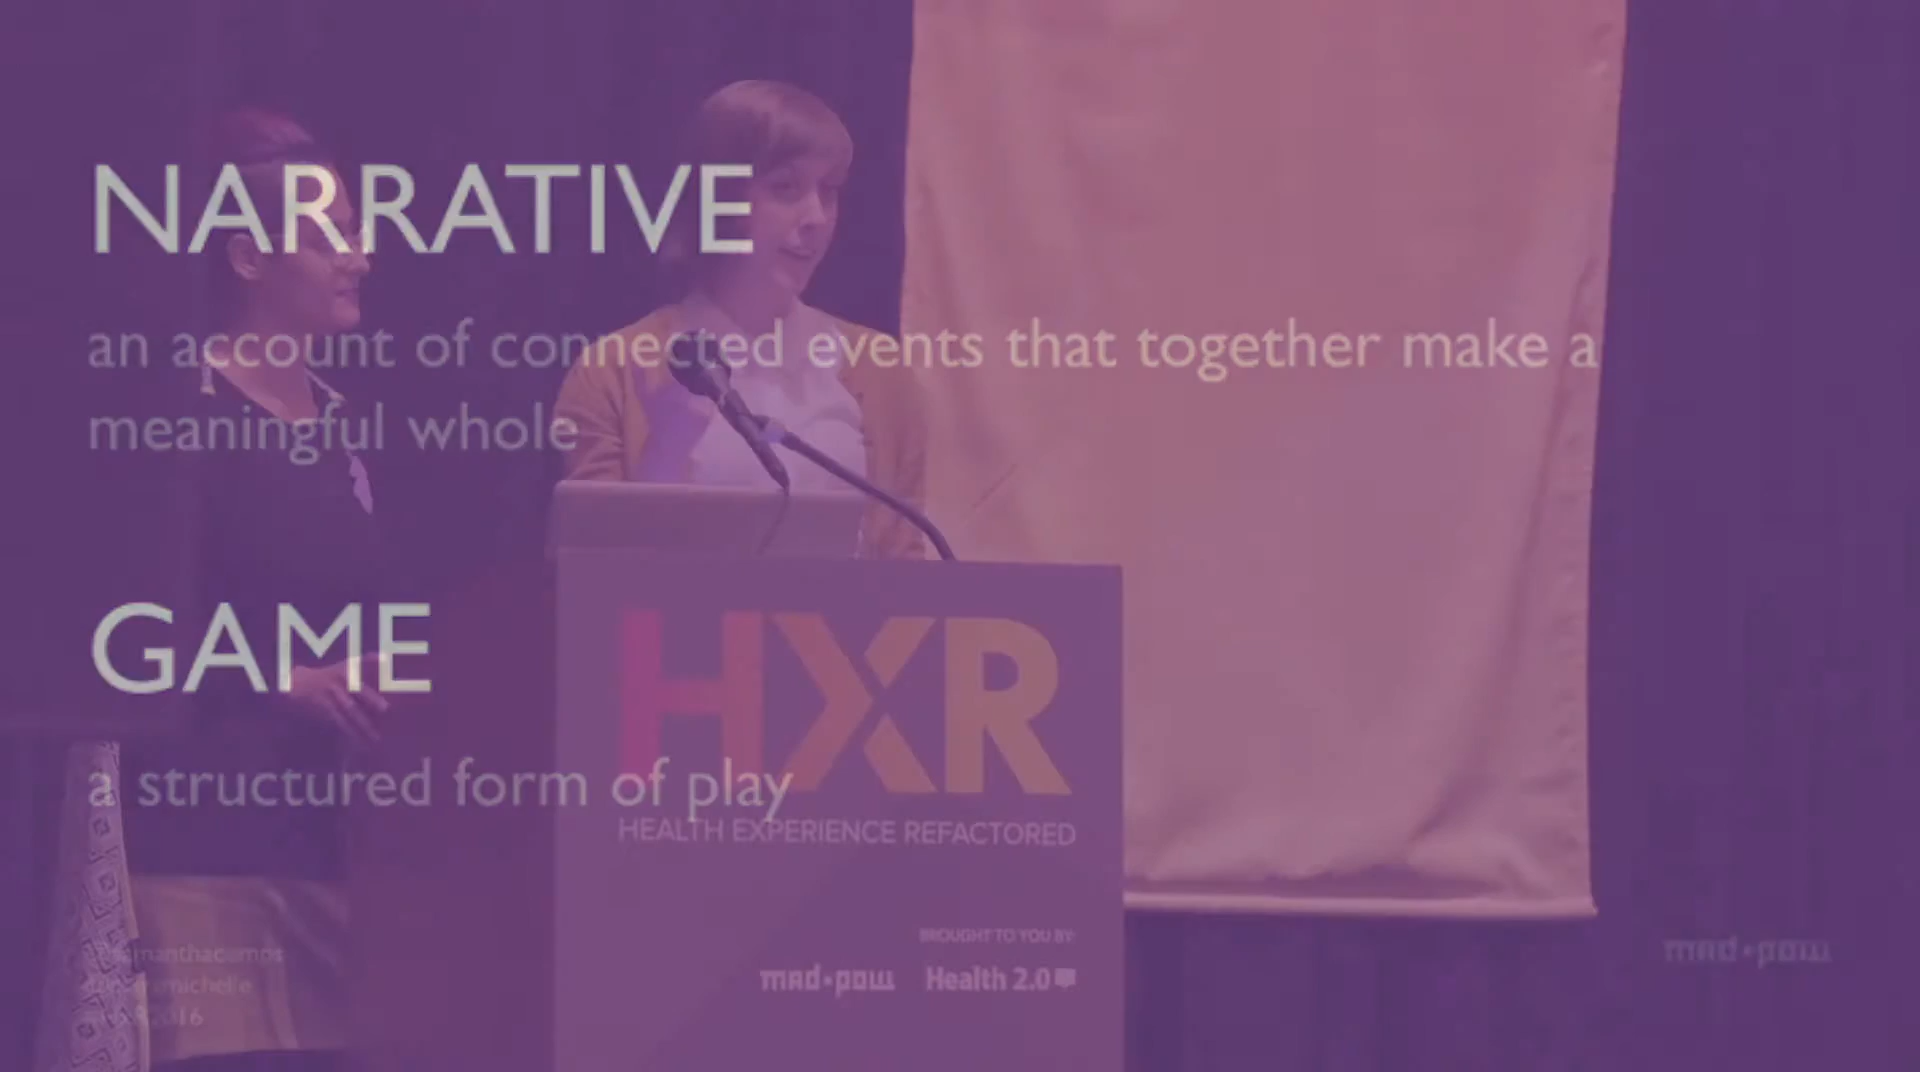 NARRATIVE
an account of connected events that together make a
meaningful whole
GAME
a structured form of play
HXR
HEALTH EXPERIENCE REFACTORED
BROUGHT TO YOU BY:
mad•pow Health 2.0
mad•pow